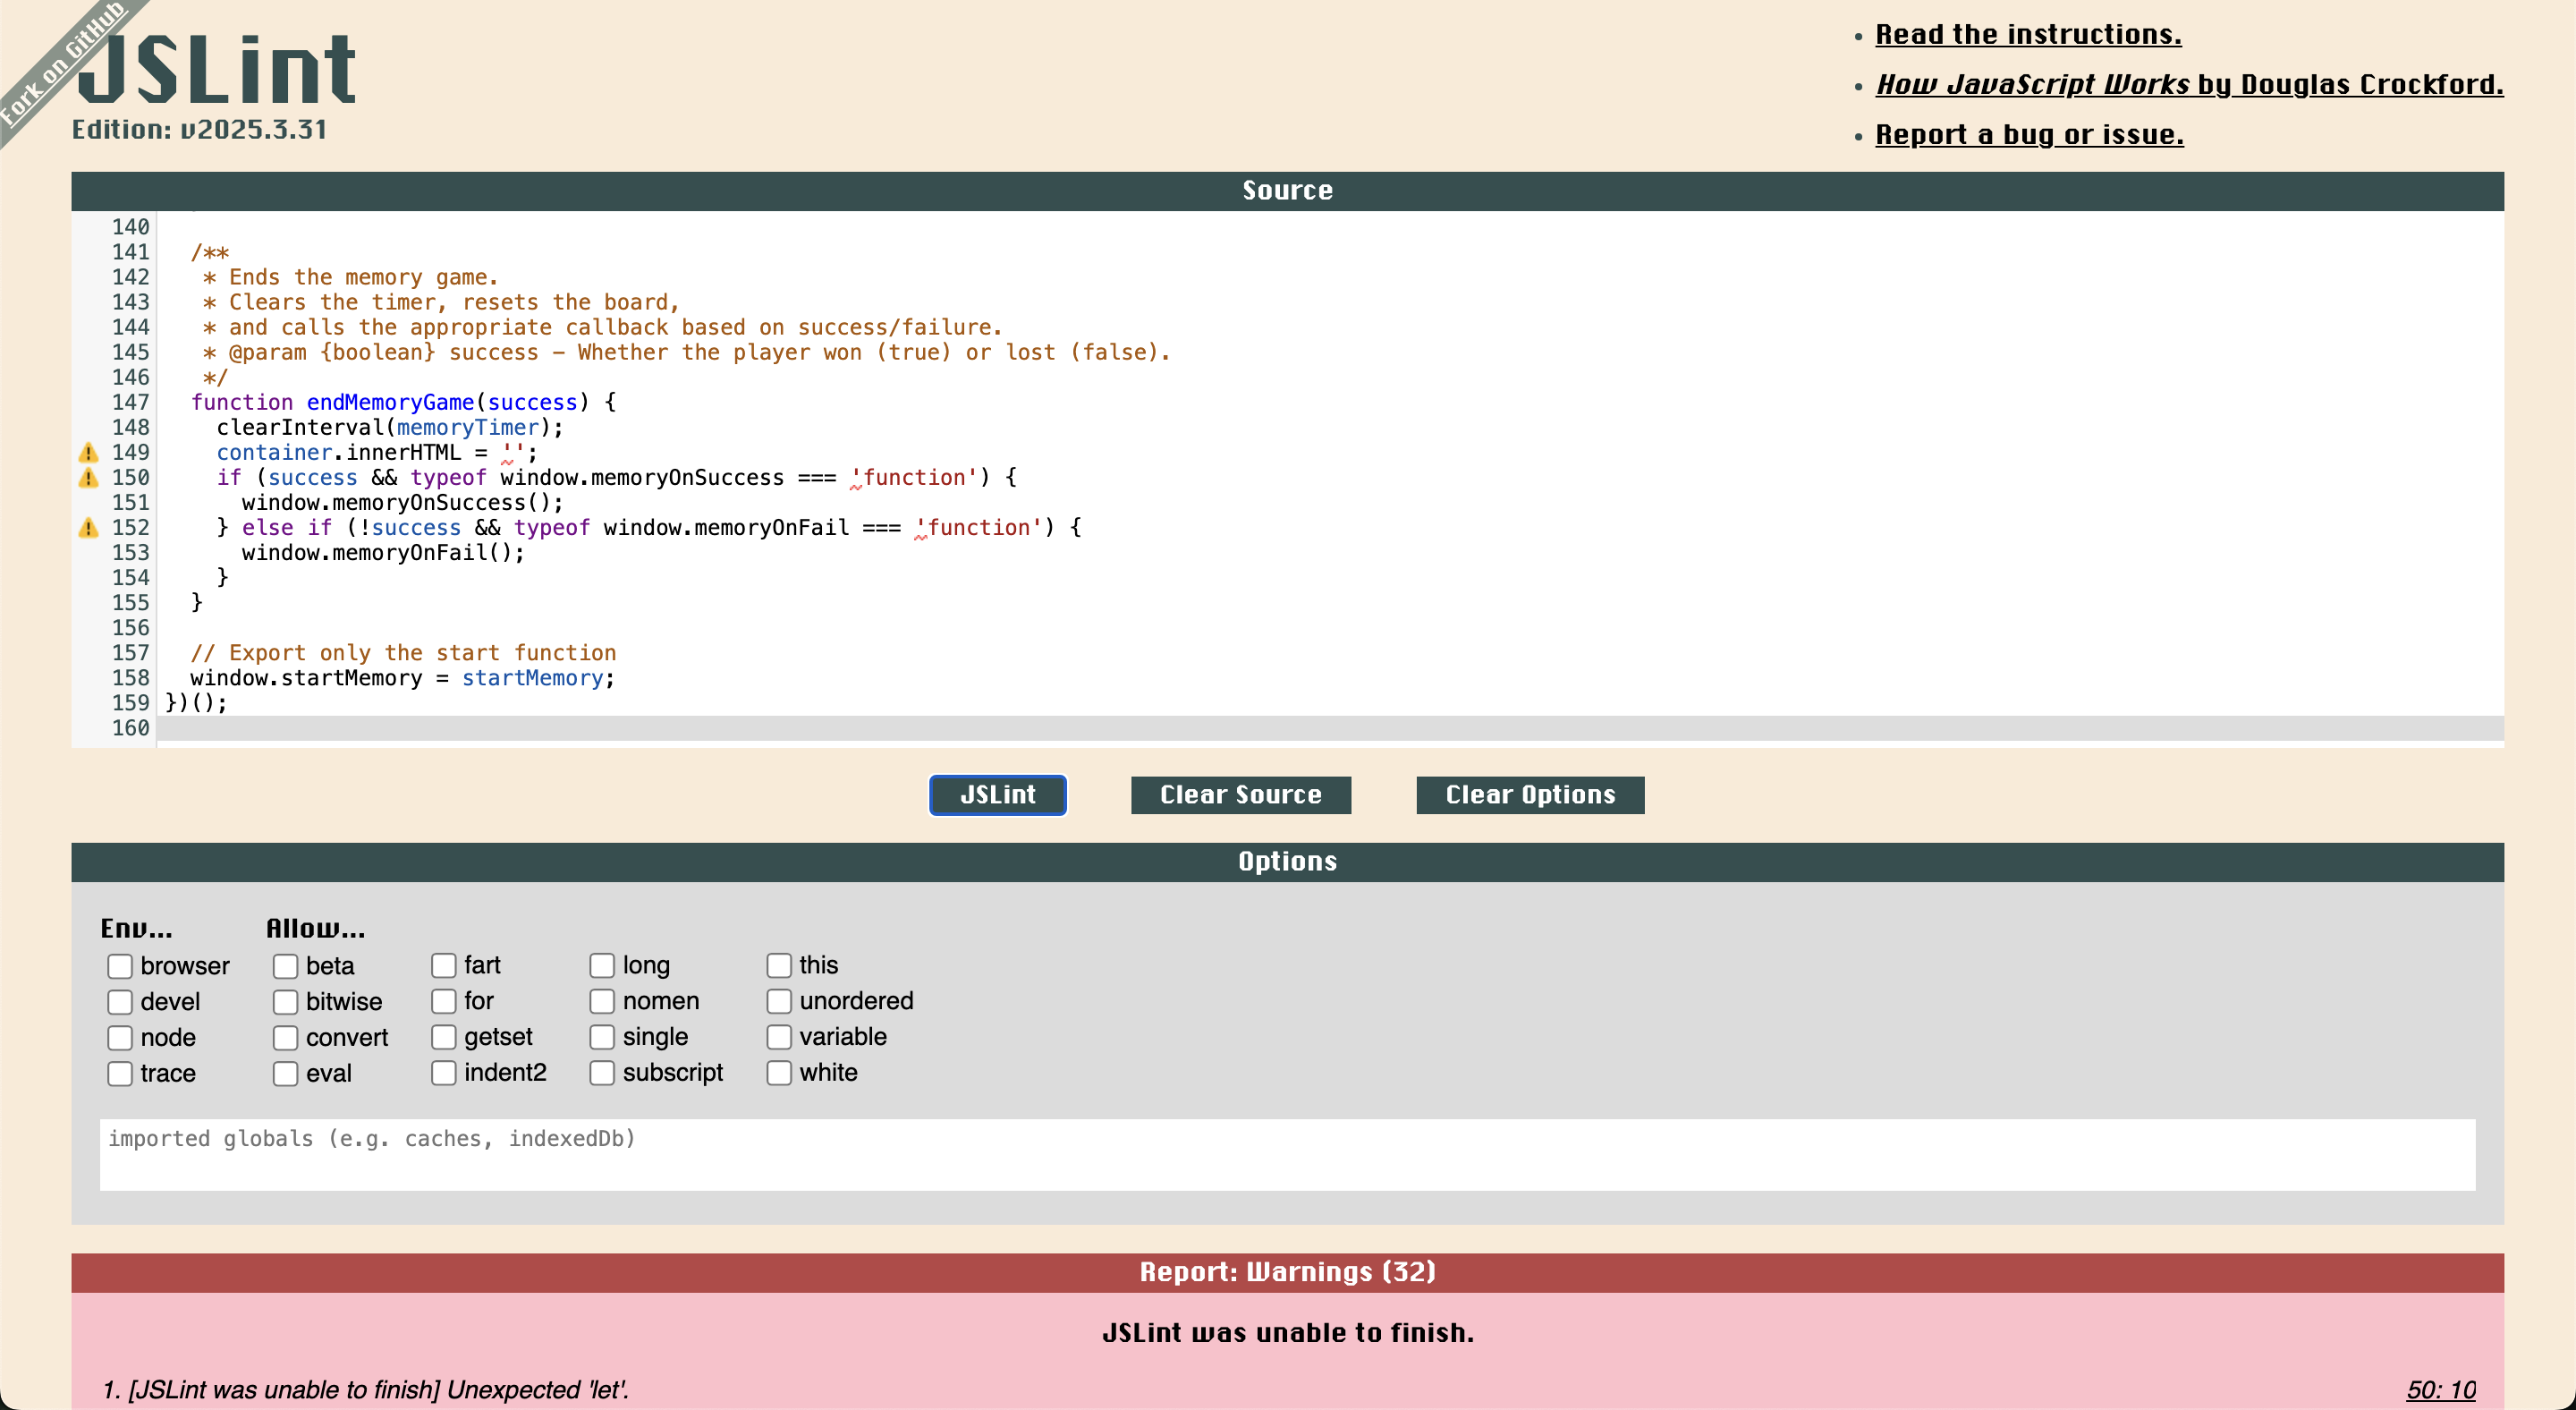 Fork on GitHub
JSLint
Edition: v2025.3.31
• Read the instructions.
• How JavaScript Works by Douglas Crockford.
• Report a bug or issue.
Source
140
141 /**
142 * Ends the memory game.
143 * Clears the timer, resets the board,
144 * and calls the appropriate callback based on success/failure.
145 * @param {boolean} success - Whether the player won (true) or lost (false).
146 */
147 function endMemoryGame(success) {
148 clearInterval(memoryTimer);
149 container.innerHTML = '';
150 if (success && typeof window.memoryOnSuccess === 'function') {
151 window.memoryOnSuccess();
152 } else if (!success && typeof window.memoryOnFail === 'function') {
153 window.memoryOnFail();
154 }
155 }
156
157 // Export only the start function
158 window.startMemory = startMemory;
159 })();
160
JSLint Clear Source Clear Options
Options
Env... Allow...
browser beta fart long this
devel bitwise for nomen unordered
node convert getset single variable
trace eval indent2 subscript white
imported globals (e.g. caches, indexedDb)
Report: Warnings (32)
JSLint was unable to finish.
1. [JSLint was unable to finish] Unexpected 'let'. 50: 10